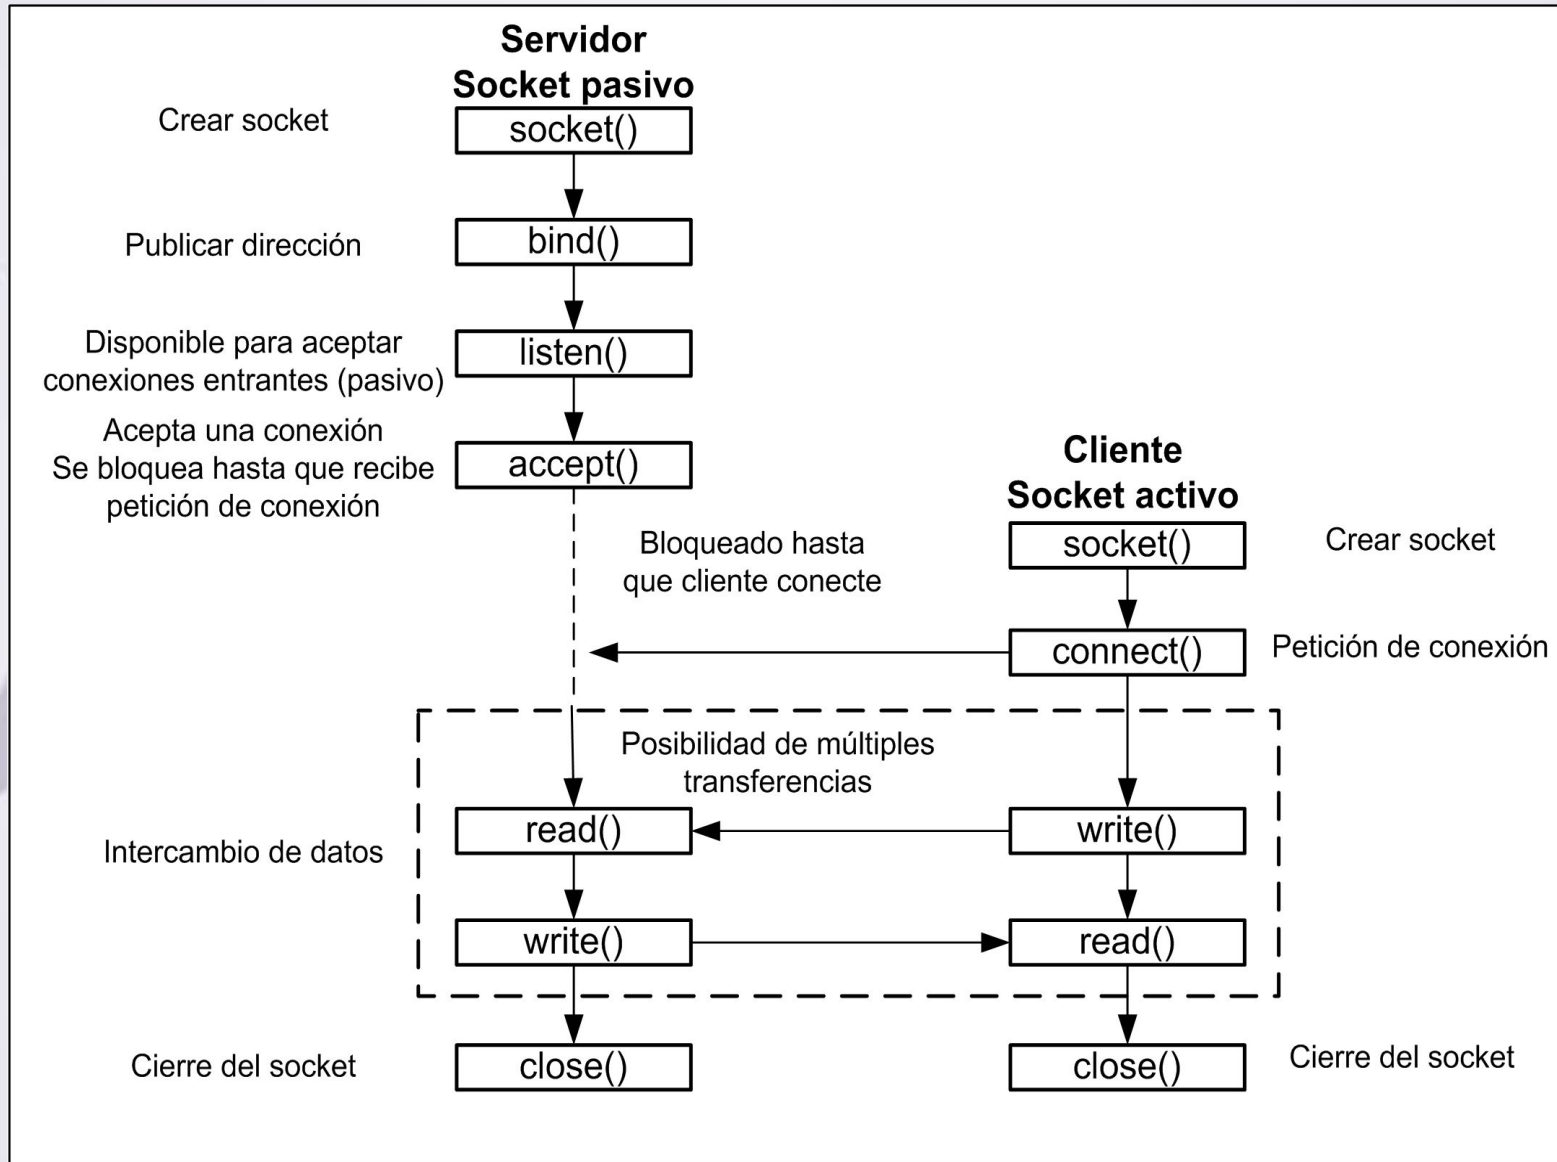 Servidor
Socket pasivo
Crear socket
socket()
Publicar dirección
bind()
Disponible para aceptar
conexiones entrantes (pasivo)
listen()
Acepta una conexión
Se bloquea hasta que recibe
petición de conexión
accept()
Cliente
Socket activo
socket()
Crear socket
Bloqueado hasta
que cliente conecte
connect()
Petición de conexión
Posibilidad de múltiples
transferencias
Intercambio de datos
read()
write()
write()
read()
Cierre del socket
close()
close()
Cierre del socket